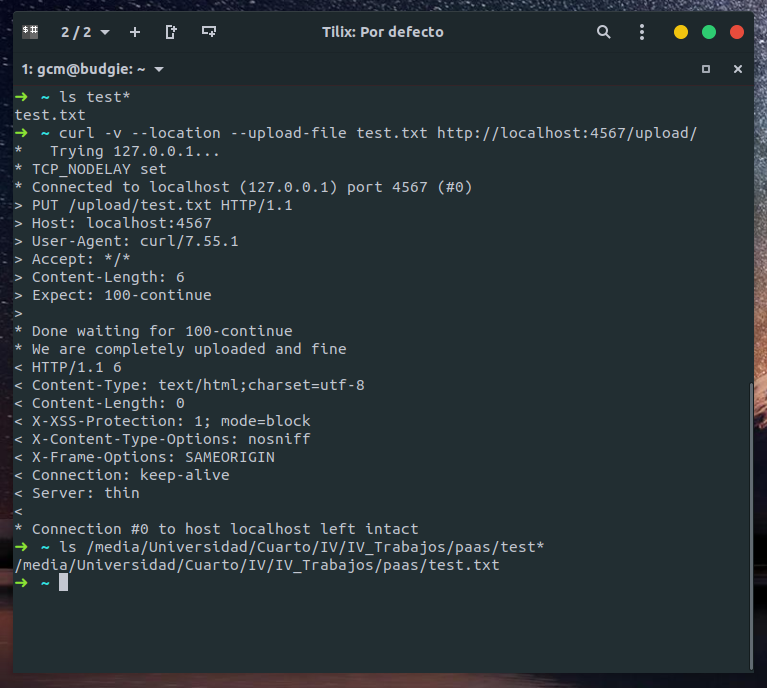 2 / 2
Tilix: Por defecto
1: gcm@budgie: ~
➜ ~ ls test*
test.txt
➜ ~ curl -v --location --upload-file test.txt http://localhost:4567/upload/
*   Trying 127.0.0.1...
* TCP_NODELAY set
* Connected to localhost (127.0.0.1) port 4567 (#0)
> PUT /upload/test.txt HTTP/1.1
> Host: localhost:4567
> User-Agent: curl/7.55.1
> Accept: */*
> Content-Length: 6
> Expect: 100-continue
>
* Done waiting for 100-continue
* We are completely uploaded and fine
< HTTP/1.1 6
< Content-Type: text/html;charset=utf-8
< Content-Length: 0
< X-XSS-Protection: 1; mode=block
< X-Content-Type-Options: nosniff
< X-Frame-Options: SAMEORIGIN
< Connection: keep-alive
< Server: thin
<
* Connection #0 to host localhost left intact
➜ ~ ls /media/Universidad/Cuarto/IV/IV_Trabajos/paas/test*
/media/Universidad/Cuarto/IV/IV_Trabajos/paas/test.txt
➜ ~